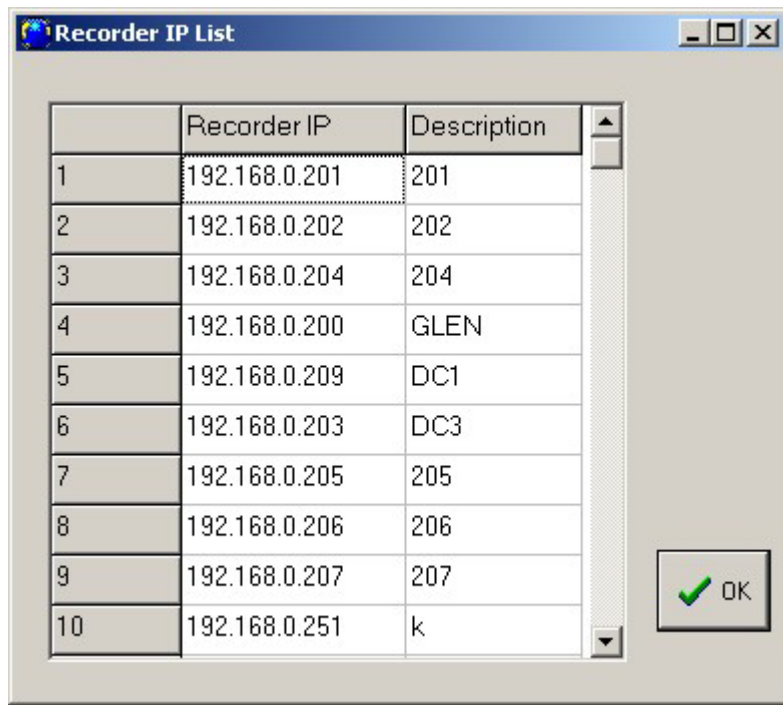 Recorder IP List
Recorder IP Description
1 192.168.0.201 201
2 192.168.0.202 202
3 192.168.0.204 204
4 192.168.0.200 GLEN
5 192.168.0.209 DC1
6 192.168.0.203 DC3
7 192.168.0.205 205
8 192.168.0.206 206
9 192.168.0.207 207
10 192.168.0.251 k
OK